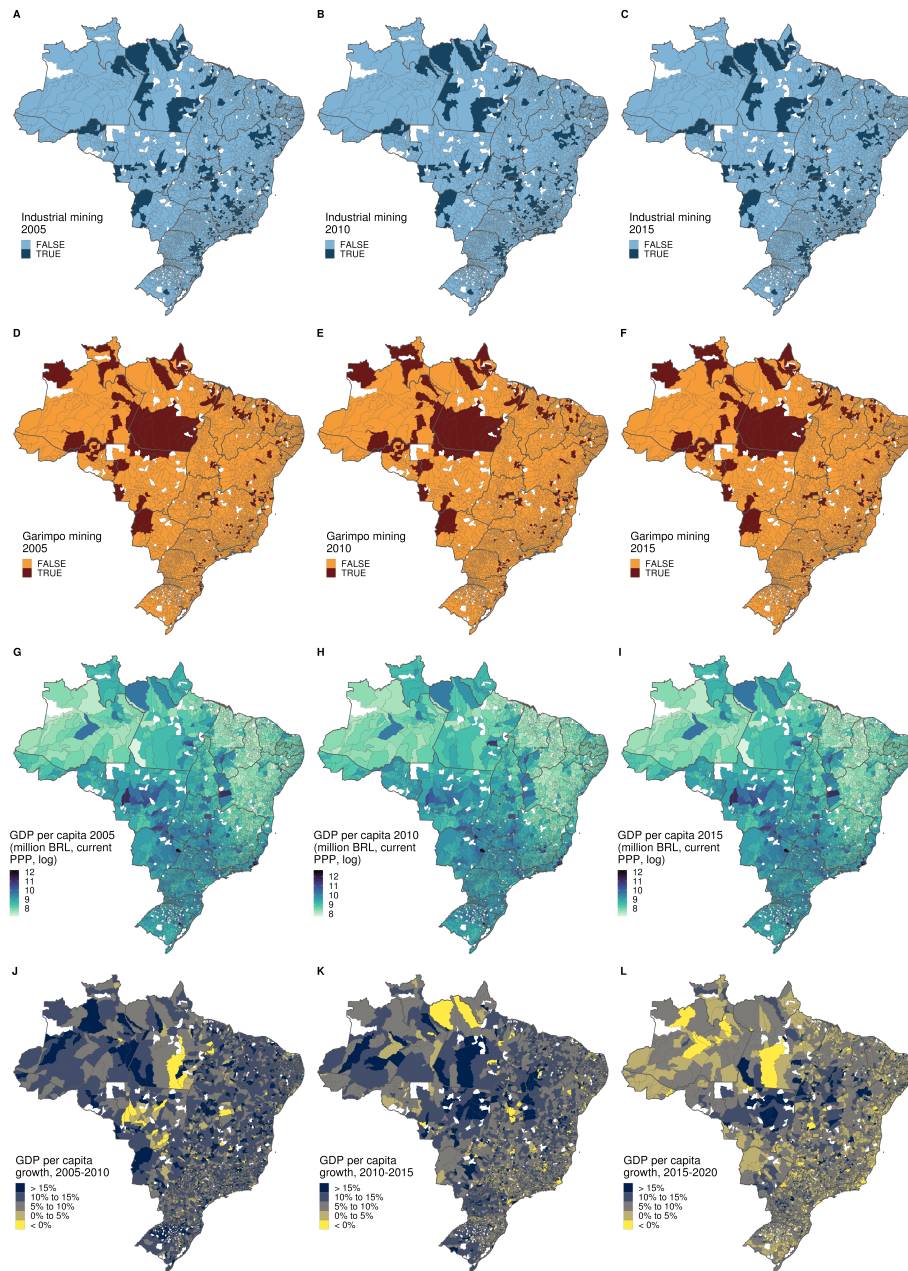 A
B
C
Industrial mining
2005
FALSE
TRUE
Industrial mining
2010
FALSE
TRUE
Industrial mining
2015
FALSE
TRUE
D
E
F
Garimpo mining
2005
FALSE
TRUE
Garimpo mining
2010
FALSE
TRUE
Garimpo mining
2015
FALSE
TRUE
G
H
I
GDP per capita 2005
(million BRL, current
PPP, log)
12
11
10
9
8
GDP per capita 2010
(million BRL, current
PPP, log)
12
11
10
9
8
GDP per capita 2015
(million BRL, current
PPP, log)
12
11
10
9
8
J
K
L
GDP per capita
growth, 2005-2010
> 15%
10% to 15%
5% to 10%
0% to 5%
< 0%
GDP per capita
growth, 2010-2015
> 15%
10% to 15%
5% to 10%
0% to 5%
< 0%
GDP per capita
growth, 2015-2020
> 15%
10% to 15%
5% to 10%
0% to 5%
< 0%